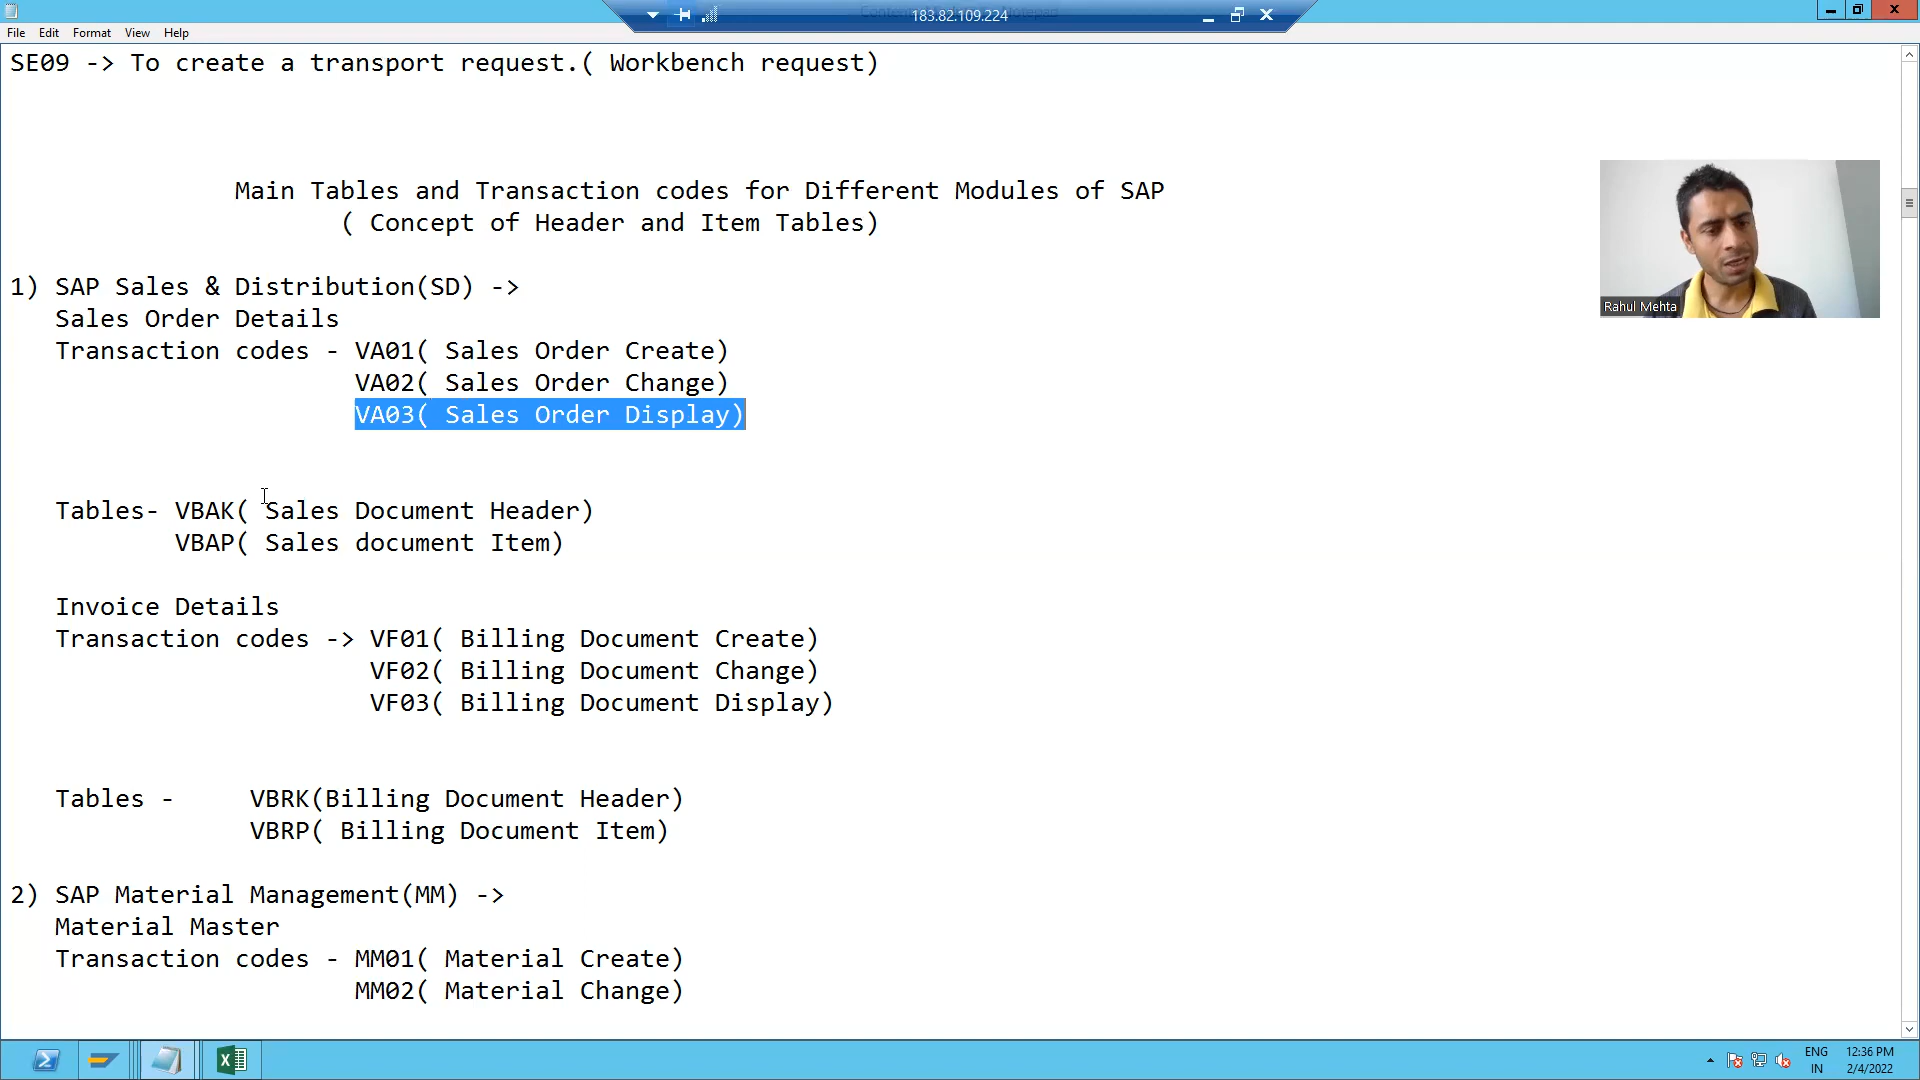 183.82.109.224
File Edit Format View Help
SE09 -> To create a transport request.( Workbench request)
Main Tables and Transaction codes for Different Modules of SAP
( Concept of Header and Item Tables)
1) SAP Sales & Distribution(SD) ->
Sales Order Details
Transaction codes - VA01( Sales Order Create)
VA02( Sales Order Change)
VA03( Sales Order Display)
Tables- VBAK( Sales Document Header)
VBAP( Sales document Item)
Invoice Details
Transaction codes -> VF01( Billing Document Create)
VF02( Billing Document Change)
VF03( Billing Document Display)
Tables - VBRK(Billing Document Header)
VBRP( Billing Document Item)
2) SAP Material Management(MM) ->
Material Master
Transaction codes - MM01( Material Create)
MM02( Material Change)
Rahul Mehta
ENG 12:36 PM
IN 2/4/2022